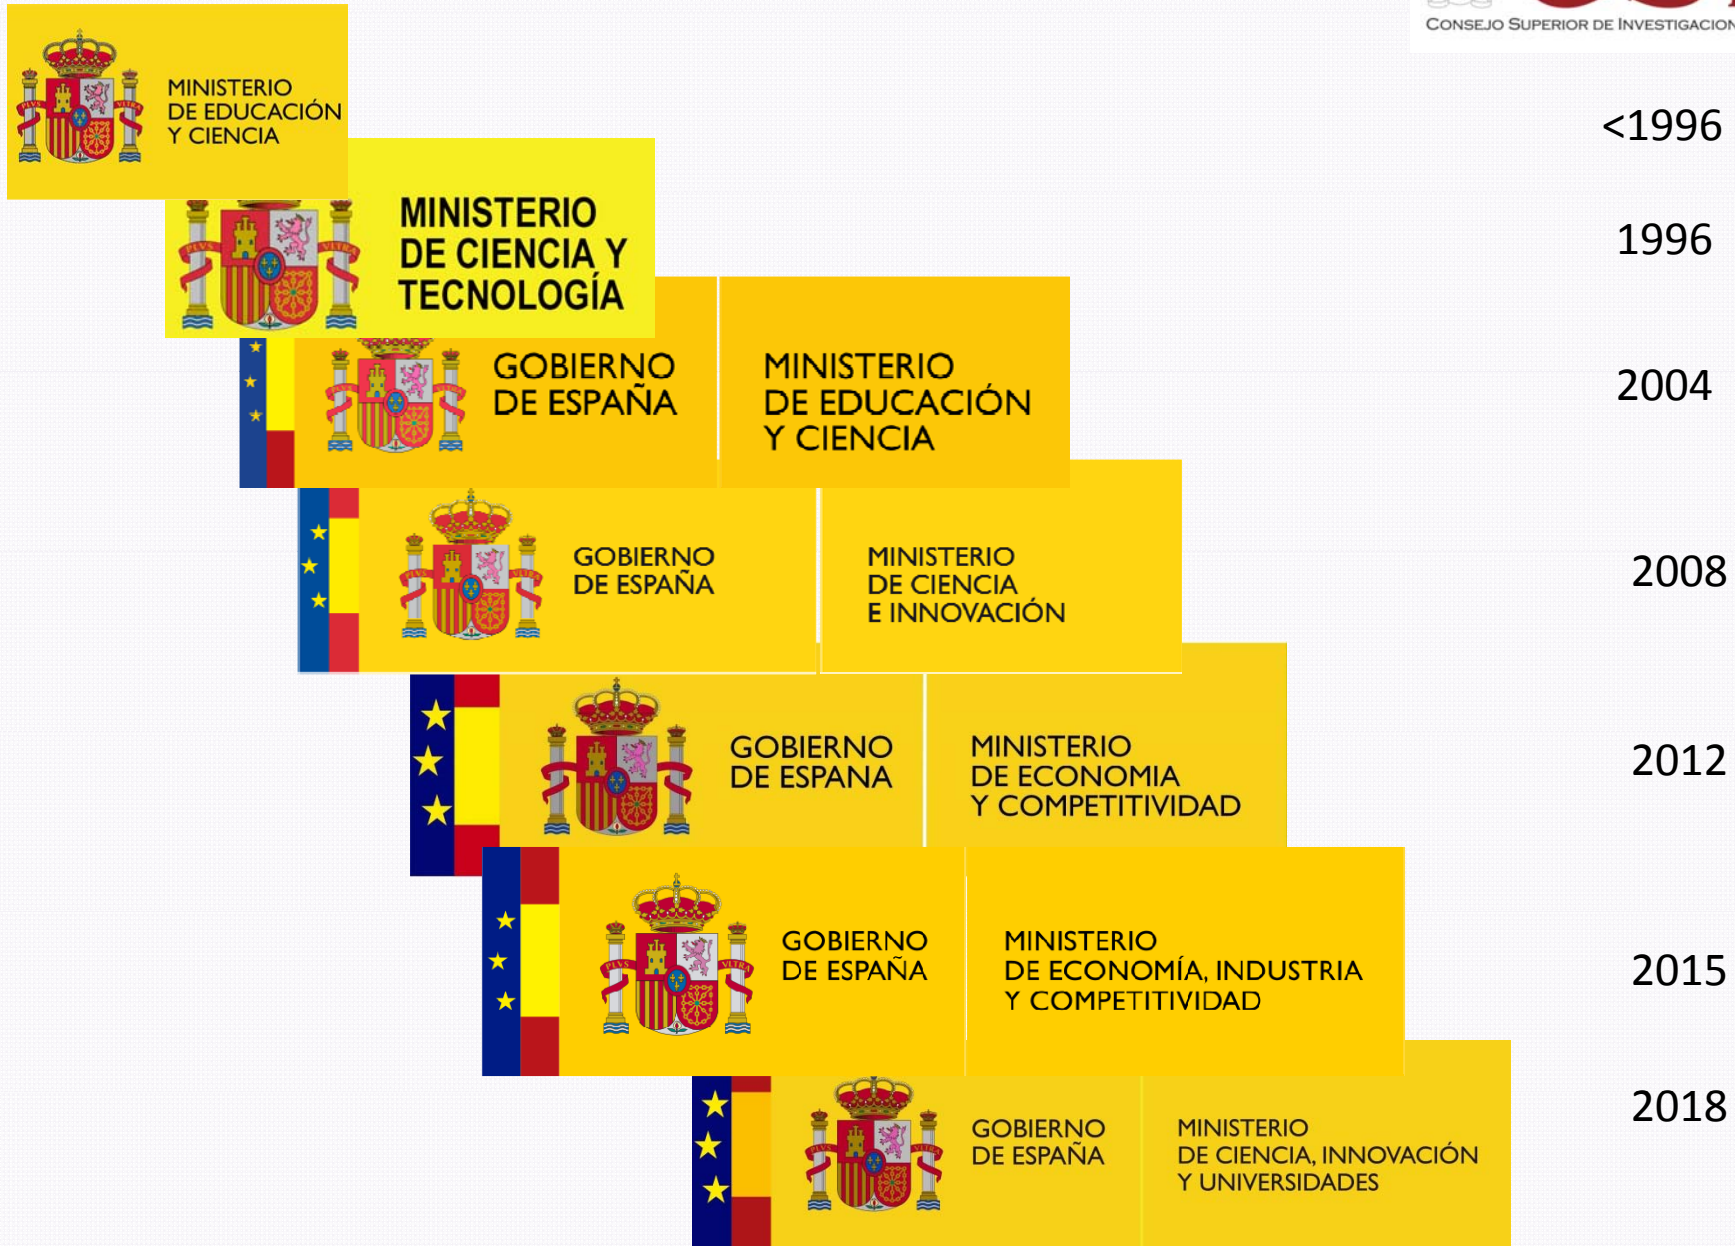 CONSEJO SUPERIOR DE
MINISTERIO
DE EDUCACIÓN
Y CIENCIA
<1996
MINISTERIO
DE CIENCIA Y
TECNOLOGÍA
1996
GOBIERNO
DE ESPAÑA
MINISTERIO
DE EDUCACIÓN
Y CIENCIA
2004
GOBIERNO
DE ESPAÑA
MINISTERIO
DE CIENCIA
E INNOVACIÓN
2008
GOBIERNO
DE ESPANA
MINISTERIO
DE ECONOMIA
Y COMPETITIVIDAD
2012
GOBIERNO
DE ESPAÑA
MINISTERIO
DE ECONOMÍA, INDUSTRIA
Y COMPETITIVIDAD
2015
GOBIERNO
DE ESPAÑA
MINISTERIO
DE CIENCIA, INNOVACIÓN
Y UNIVERSIDADES
2018